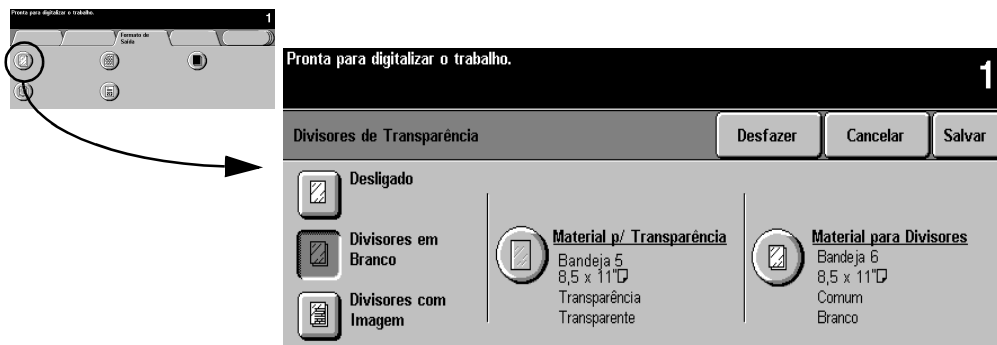 Pronta para digitalizar o trabalho.
1
Formato de
Saída
Pronta para digitalizar o trabalho.
1
Divisores de Transparência
Desfazer
Cancelar
Salvar
Desligado
Divisores em
Branco
Divisores com
Imagem
Material p/ Transparência
Bandeja 5
8,5 x 11"
Transparência
Transparente
Material para Divisores
Bandeja 6
8,5 x 11"
Comum
Branco